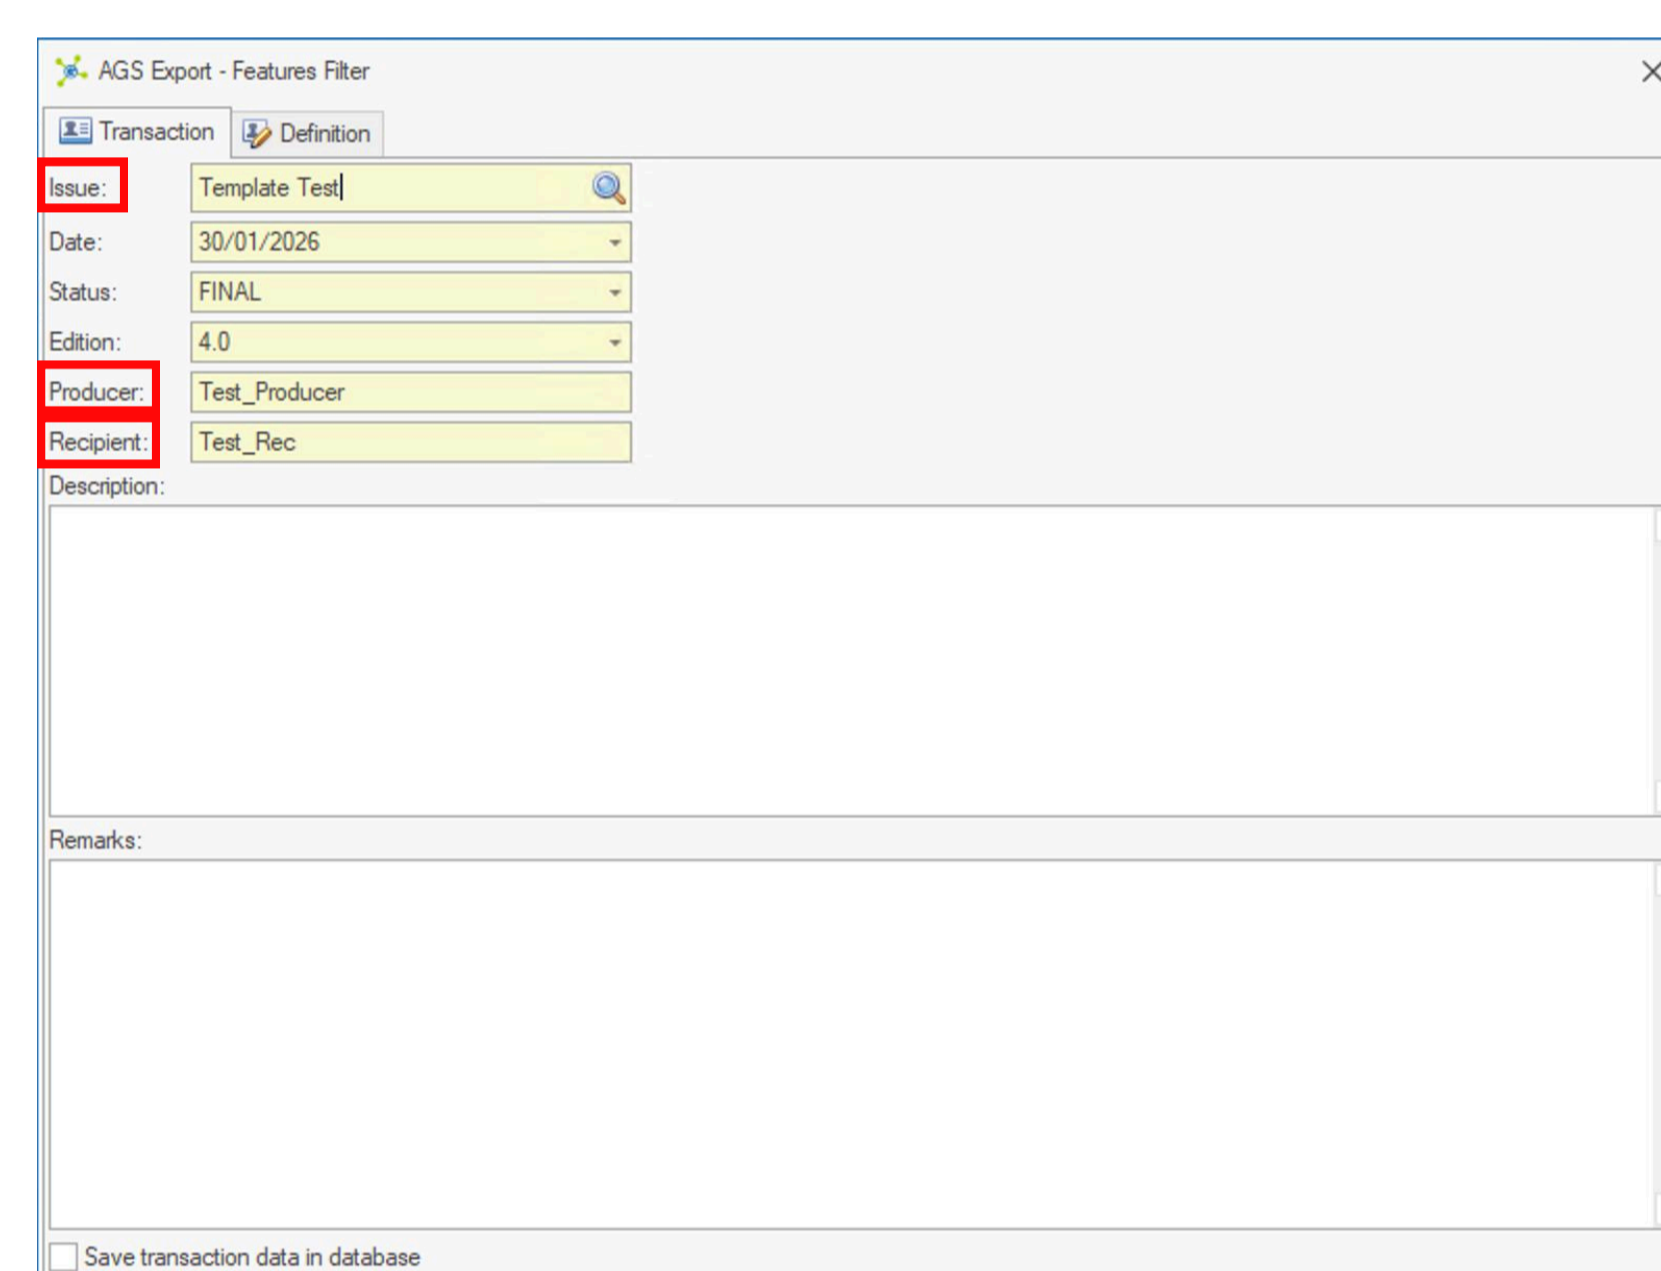 AGS Export - Features Filter
Transaction Definition
Issue: Template Test
Date: 30/01/2026
Status: FINAL
Edition: 4.0
Producer: Test_Producer
Recipient: Test_Rec
Description:
Remarks:
Save transaction data in database